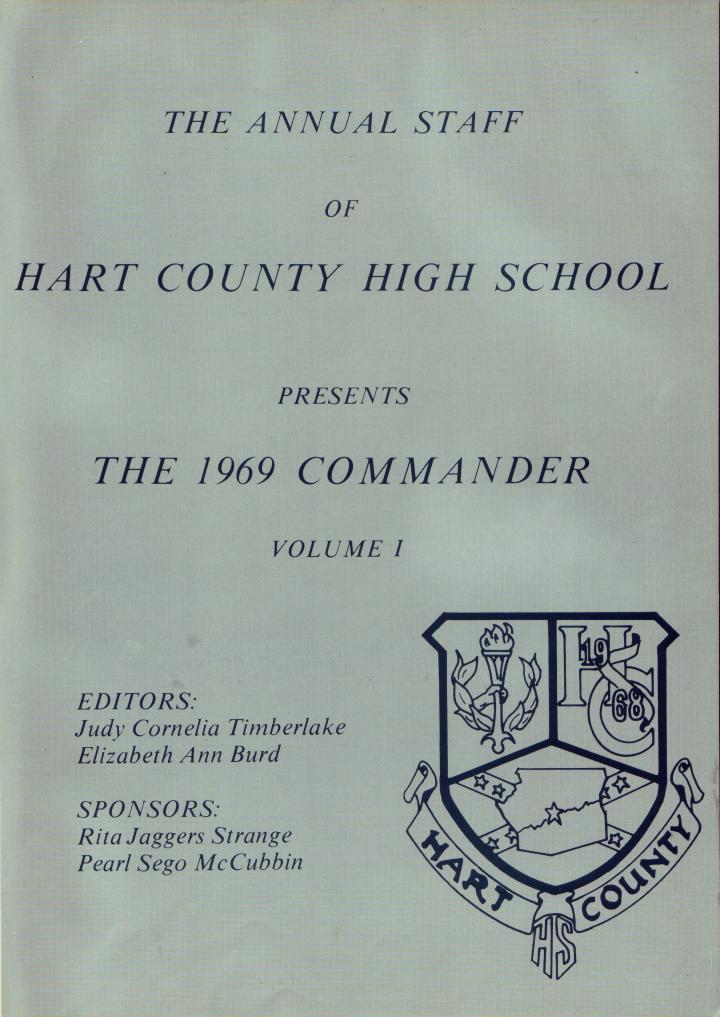 THE ANNUAL STAFF
OF
HART COUNTY HIGH SCHOOL
PRESENTS
THE 1969 COMMANDER
VOLUME I
EDITORS:
Judy Cornelia Timberlake
Elizabeth Ann Burd
SPONSORS:
Rita Jaggers Strange
Pearl Sego McCubbin
HC
19
68
HART COUNTY
HS